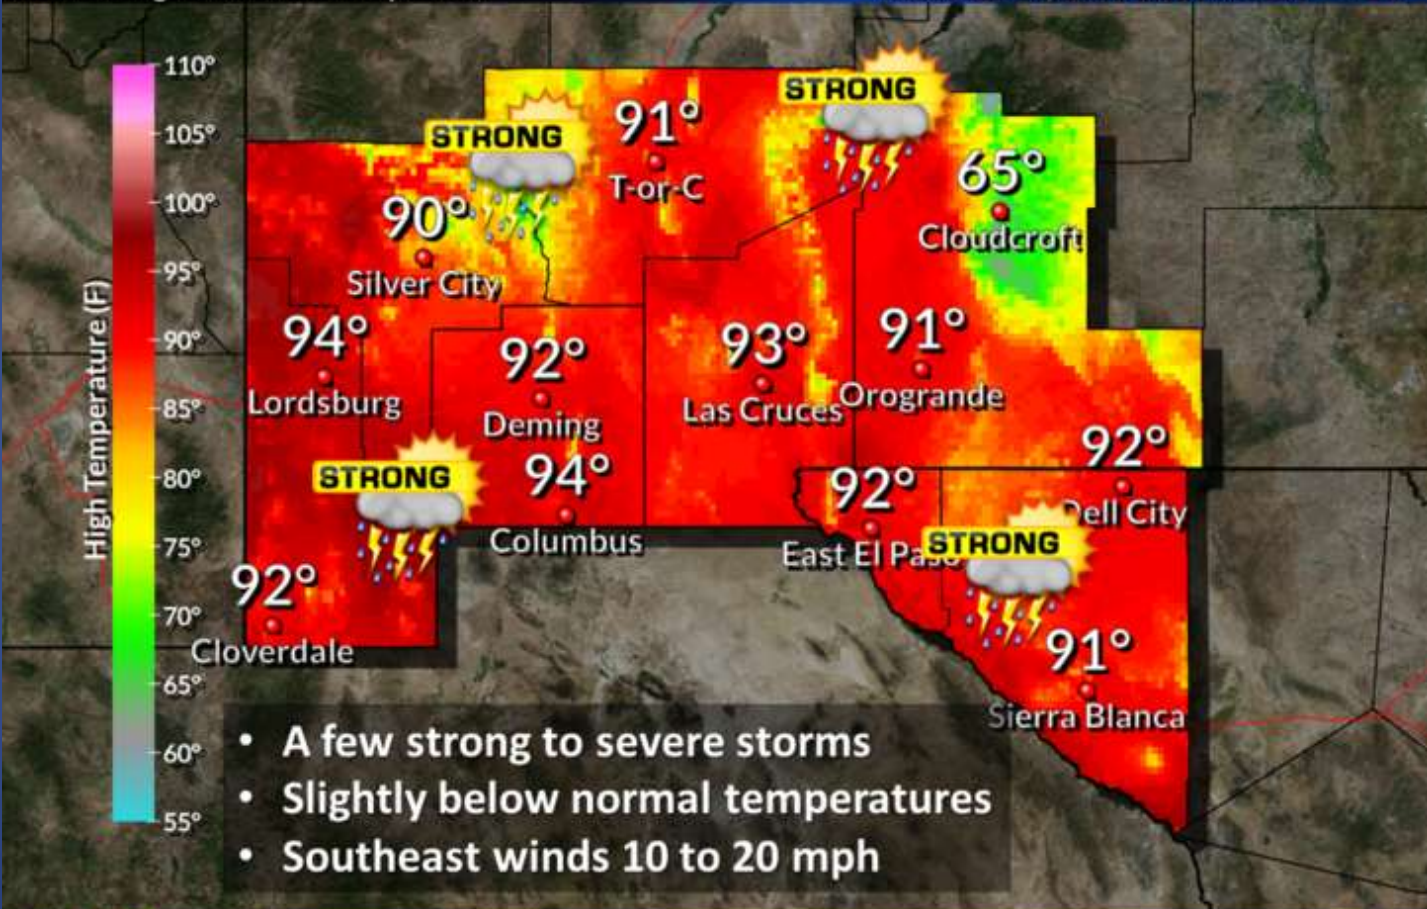 110°
105°
100°
95°
90°
85°
80°
75°
70°
65°
60°
55°
High Temperature (F)
STRONG
STRONG
91°
T-or-C
65°
Cloudcroft
90°
Silver City
94°
Lordsburg
92°
Deming
93°
Las Cruces
91°
Orogrande
STRONG
94°
Columbus
92°
East El Paso
92°
Dell City
STRONG
92°
Cloverdale
91°
Sierra Blanca
• A few strong to severe storms
• Slightly below normal temperatures
• Southeast winds 10 to 20 mph